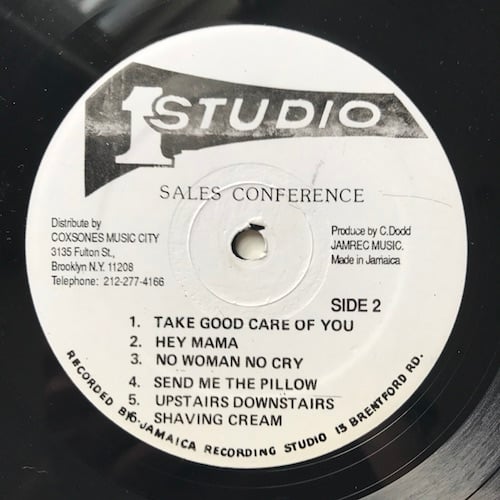 1 STUDIO
SALES CONFERENCE
Distribute by
COXSONES MUSIC CITY
3135 Fulton St.,
Brooklyn N.Y. 11208
Telephone: 212-277-4166
Produce by C.Dodd
JAMREC MUSIC.
Made in Jamaica
SIDE 2
1. TAKE GOOD CARE OF YOU
2. HEY MAMA
3. NO WOMAN NO CRY
4. SEND ME THE PILLOW
5. UPSTAIRS DOWNSTAIRS
6. SHAVING CREAM
RECORDED BY JAMAICA RECORDING STUDIO 13 BRENTFORD RD.